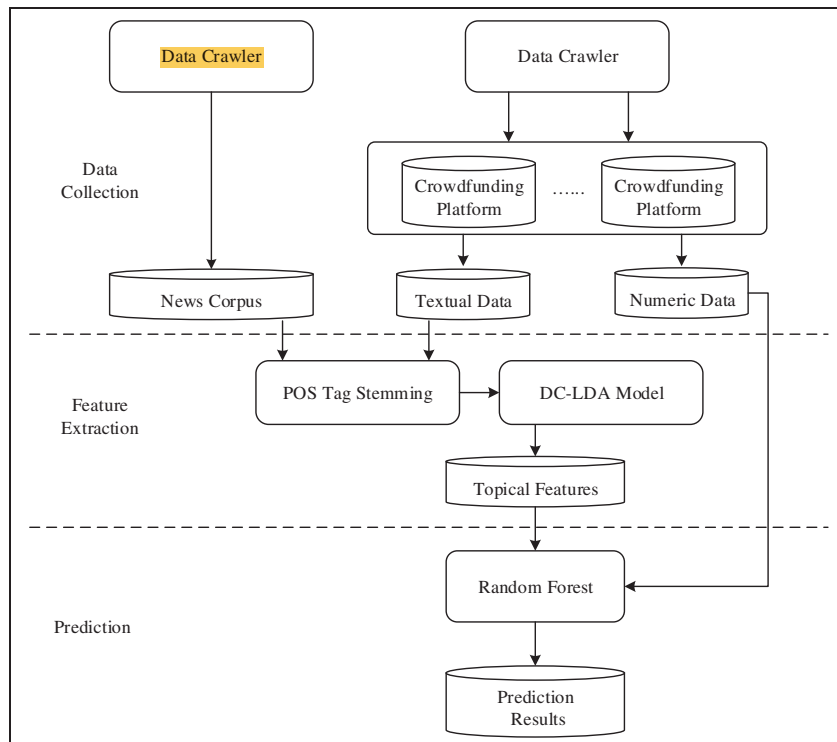 Data Crawler
Data Crawler
Data
Collection
Crowdfunding
Platform
......
Crowdfunding
Platform
News Corpus
Textual Data
Numeric Data
Feature
Extraction
POS Tag Stemming
DC-LDA Model
Topical Features
Prediction
Random Forest
Prediction
Results